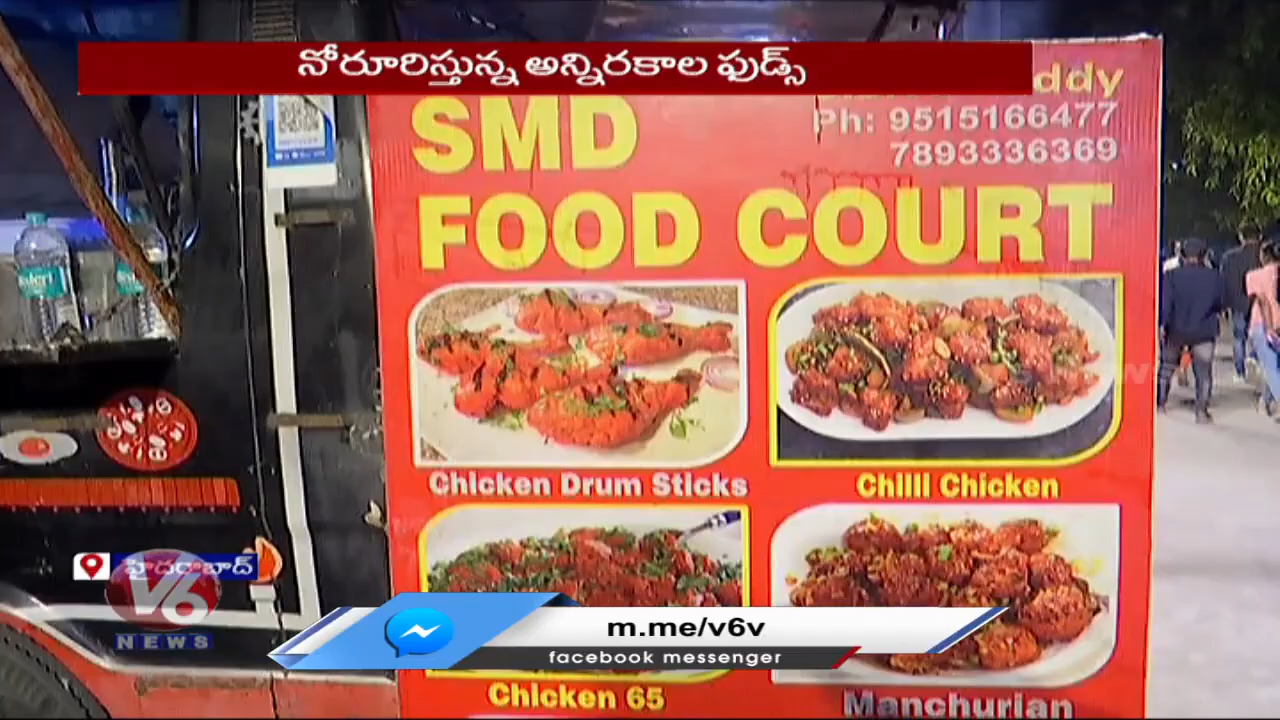 నోరూరిస్తున్న అన్నిరకాల ఫుడ్స్
ddy
Ph: 9515166477
7893336369
SMD
FOOD COURT
Chicken Drum Sticks
Chilli Chicken
Chicken 65
Manchurian
హైదరాబాద్
V6
NEWS
m.me/v6v
facebook messenger